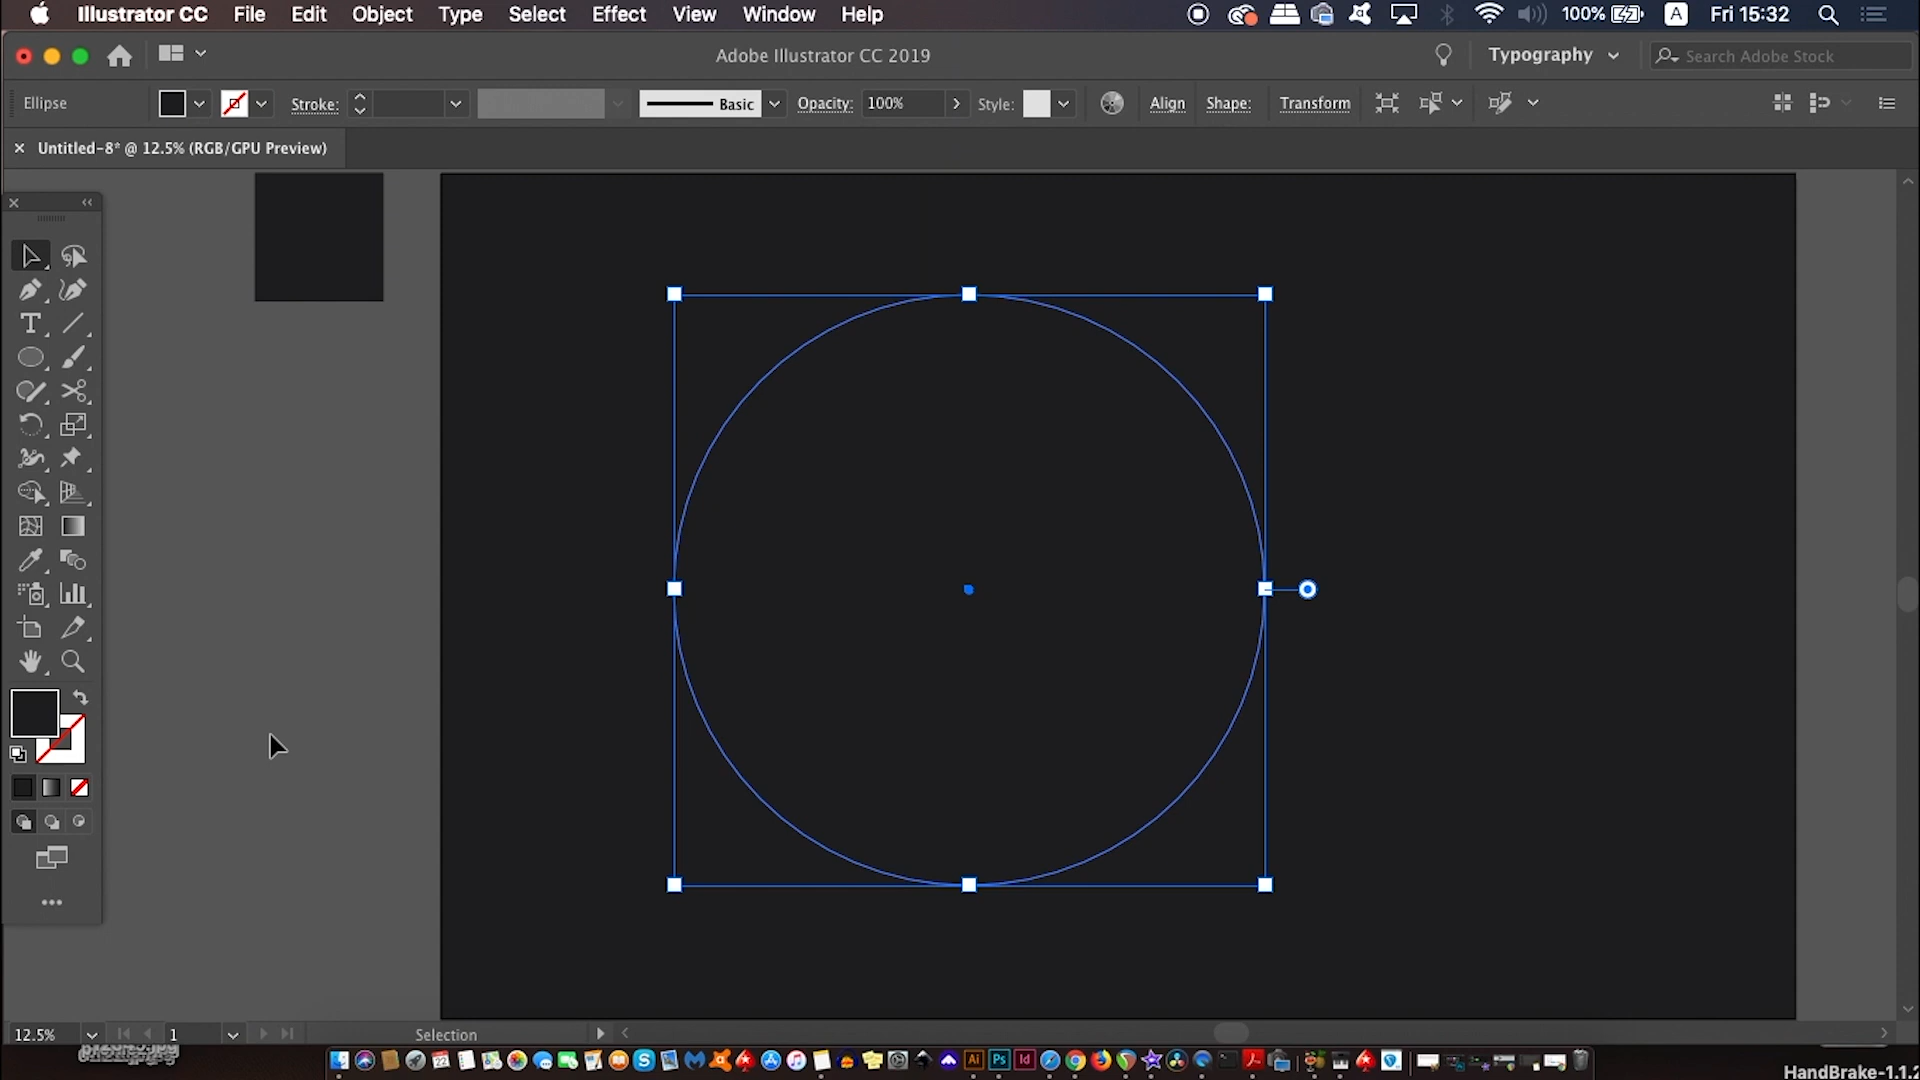 Illustrator CC File Edit Object Type Select Effect View Window Help 100% A Fri 15:32
Adobe Illustrator CC 2019 Typography Search Adobe Stock
Ellipse Stroke: Basic Opacity: 100% Style: Align Shape: Transform
× Untitled-8* @ 12.5% (RGB/GPU Preview)
12.5% 1 Selection
HandBrake-1.1.2